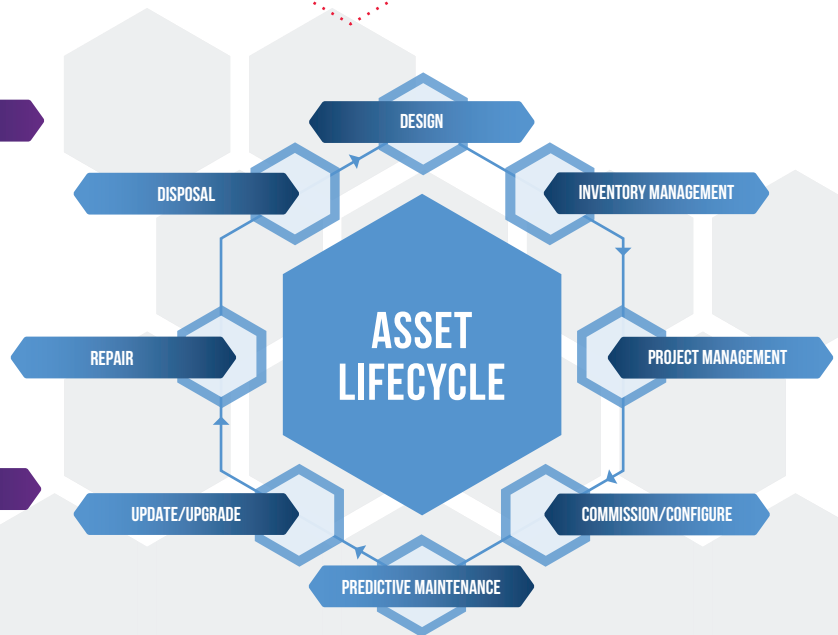 DESIGN
DISPOSAL
INVENTORY MANAGEMENT
ASSET
LIFECYCLE
REPAIR
PROJECT MANAGEMENT
UPDATE/UPGRADE
COMMISSION/CONFIGURE
PREDICTIVE MAINTENANCE